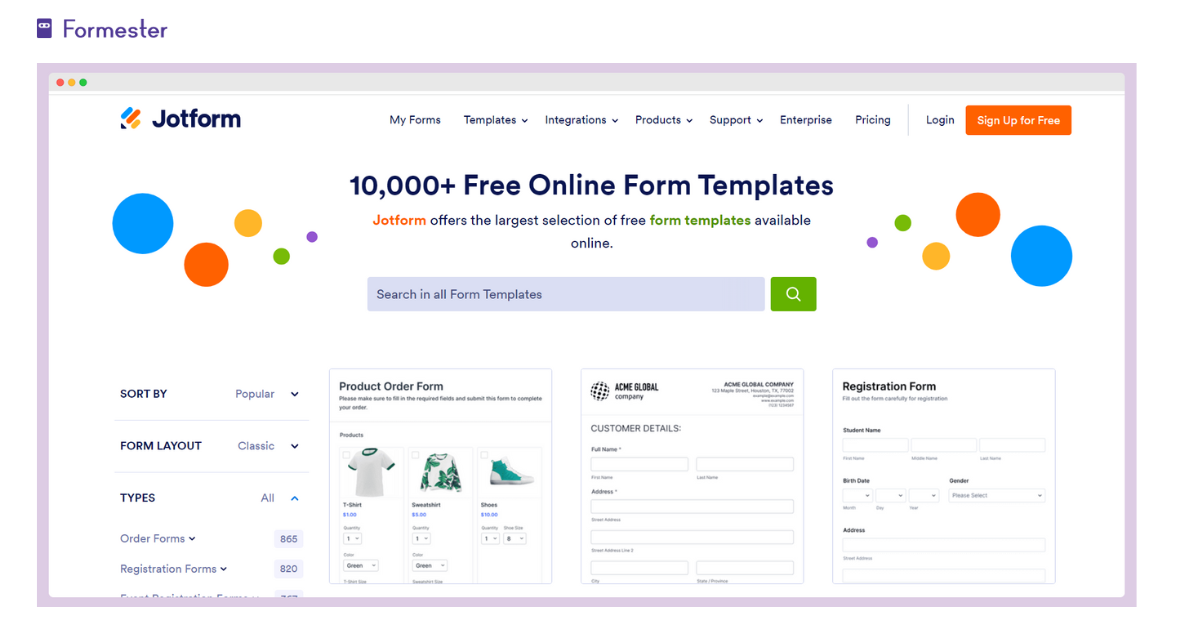 Formester
Jotform
My Forms Templates Integrations Products Support Enterprise Pricing Login Sign Up for Free
10,000+ Free Online Form Templates
Jotform offers the largest selection of free form templates available
online.
Search in all Form Templates
SORT BY Popular
FORM LAYOUT Classic
TYPES All
Order Forms 865
Registration Forms 820
Product Order Form
Please make sure to fill in the required fields and submit this form to complete
your order.
Products
T-Shirt Sweatshirt Shoes
$1.00 $5.00 $10.00
Quantity Quantity Quantity Shoe Size
1 1 1 8
Color Color
Green Green
T-Shirt Size Sweatshirt Size
ACME GLOBAL
company
ACME GLOBAL COMPANY
123 Maple Street, Houston, TX, 77002
example@example.com
www.example.com
CUSTOMER DETAILS:
Full Name *
First Name Last Name
Address *
Street Address
Street Address Line 2
City State / Province
Registration Form
Fill out the form carefully for registration
Student Name
First Name Middle Name Last Name
Birth Date Gender
Please Select
Month Day Year
Address
Street Address